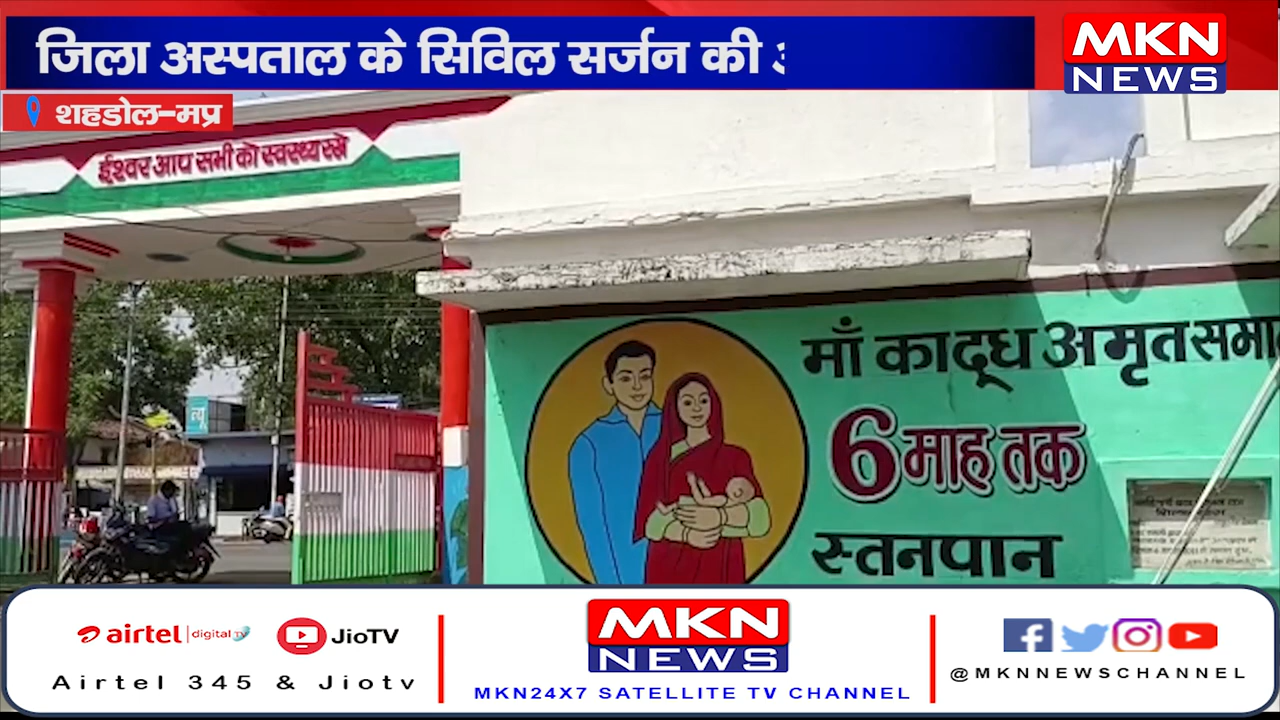 जिला अस्पताल के सिविल सर्जन की
MKN
NEWS
शहडोल-मप्र
ईश्वर आप सभी को स्वस्थ्य रखे
माँ का दूध अमृत समा
6 माह तक
स्तनपान
न्यू
airtel | digital TV
JioTV
Airtel 345 & Jiotv
MKN
NEWS
MKN24X7 SATELLITE TV CHANNEL
@MKNNEWSCHANNEL